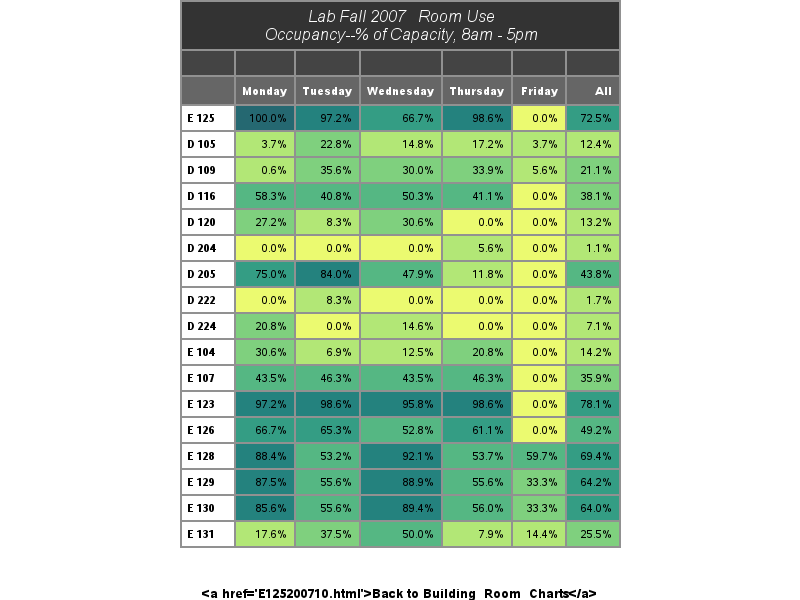 Lab Fall 2007   Room Use
Occupancy--% of Capacity, 8am - 5pm
Monday Tuesday Wednesday Thursday Friday All
E 125 100.0% 97.2% 66.7% 98.6% 0.0% 72.5%
D 105 3.7% 22.8% 14.8% 17.2% 3.7% 12.4%
D 109 0.6% 35.6% 30.0% 33.9% 5.6% 21.1%
D 116 58.3% 40.8% 50.3% 41.1% 0.0% 38.1%
D 120 27.2% 8.3% 30.6% 0.0% 0.0% 13.2%
D 204 0.0% 0.0% 0.0% 5.6% 0.0% 1.1%
D 205 75.0% 84.0% 47.9% 11.8% 0.0% 43.8%
D 222 0.0% 8.3% 0.0% 0.0% 0.0% 1.7%
D 224 20.8% 0.0% 14.6% 0.0% 0.0% 7.1%
E 104 30.6% 6.9% 12.5% 20.8% 0.0% 14.2%
E 107 43.5% 46.3% 43.5% 46.3% 0.0% 35.9%
E 123 97.2% 98.6% 95.8% 98.6% 0.0% 78.1%
E 126 66.7% 65.3% 52.8% 61.1% 0.0% 49.2%
E 128 88.4% 53.2% 92.1% 53.7% 59.7% 69.4%
E 129 87.5% 55.6% 88.9% 55.6% 33.3% 64.2%
E 130 85.6% 55.6% 89.4% 56.0% 33.3% 64.0%
E 131 17.6% 37.5% 50.0% 7.9% 14.4% 25.5%
<a href='E125200710.html'>Back to Building  Room  Charts</a>